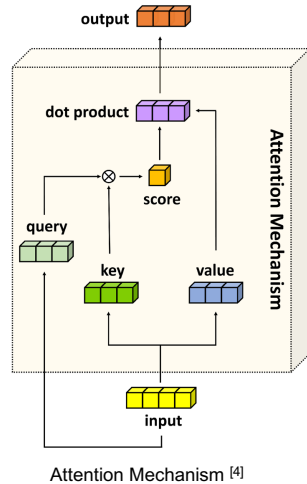 output
dot product
Attention Mechanism
score
query
key
value
input
Attention Mechanism [4]